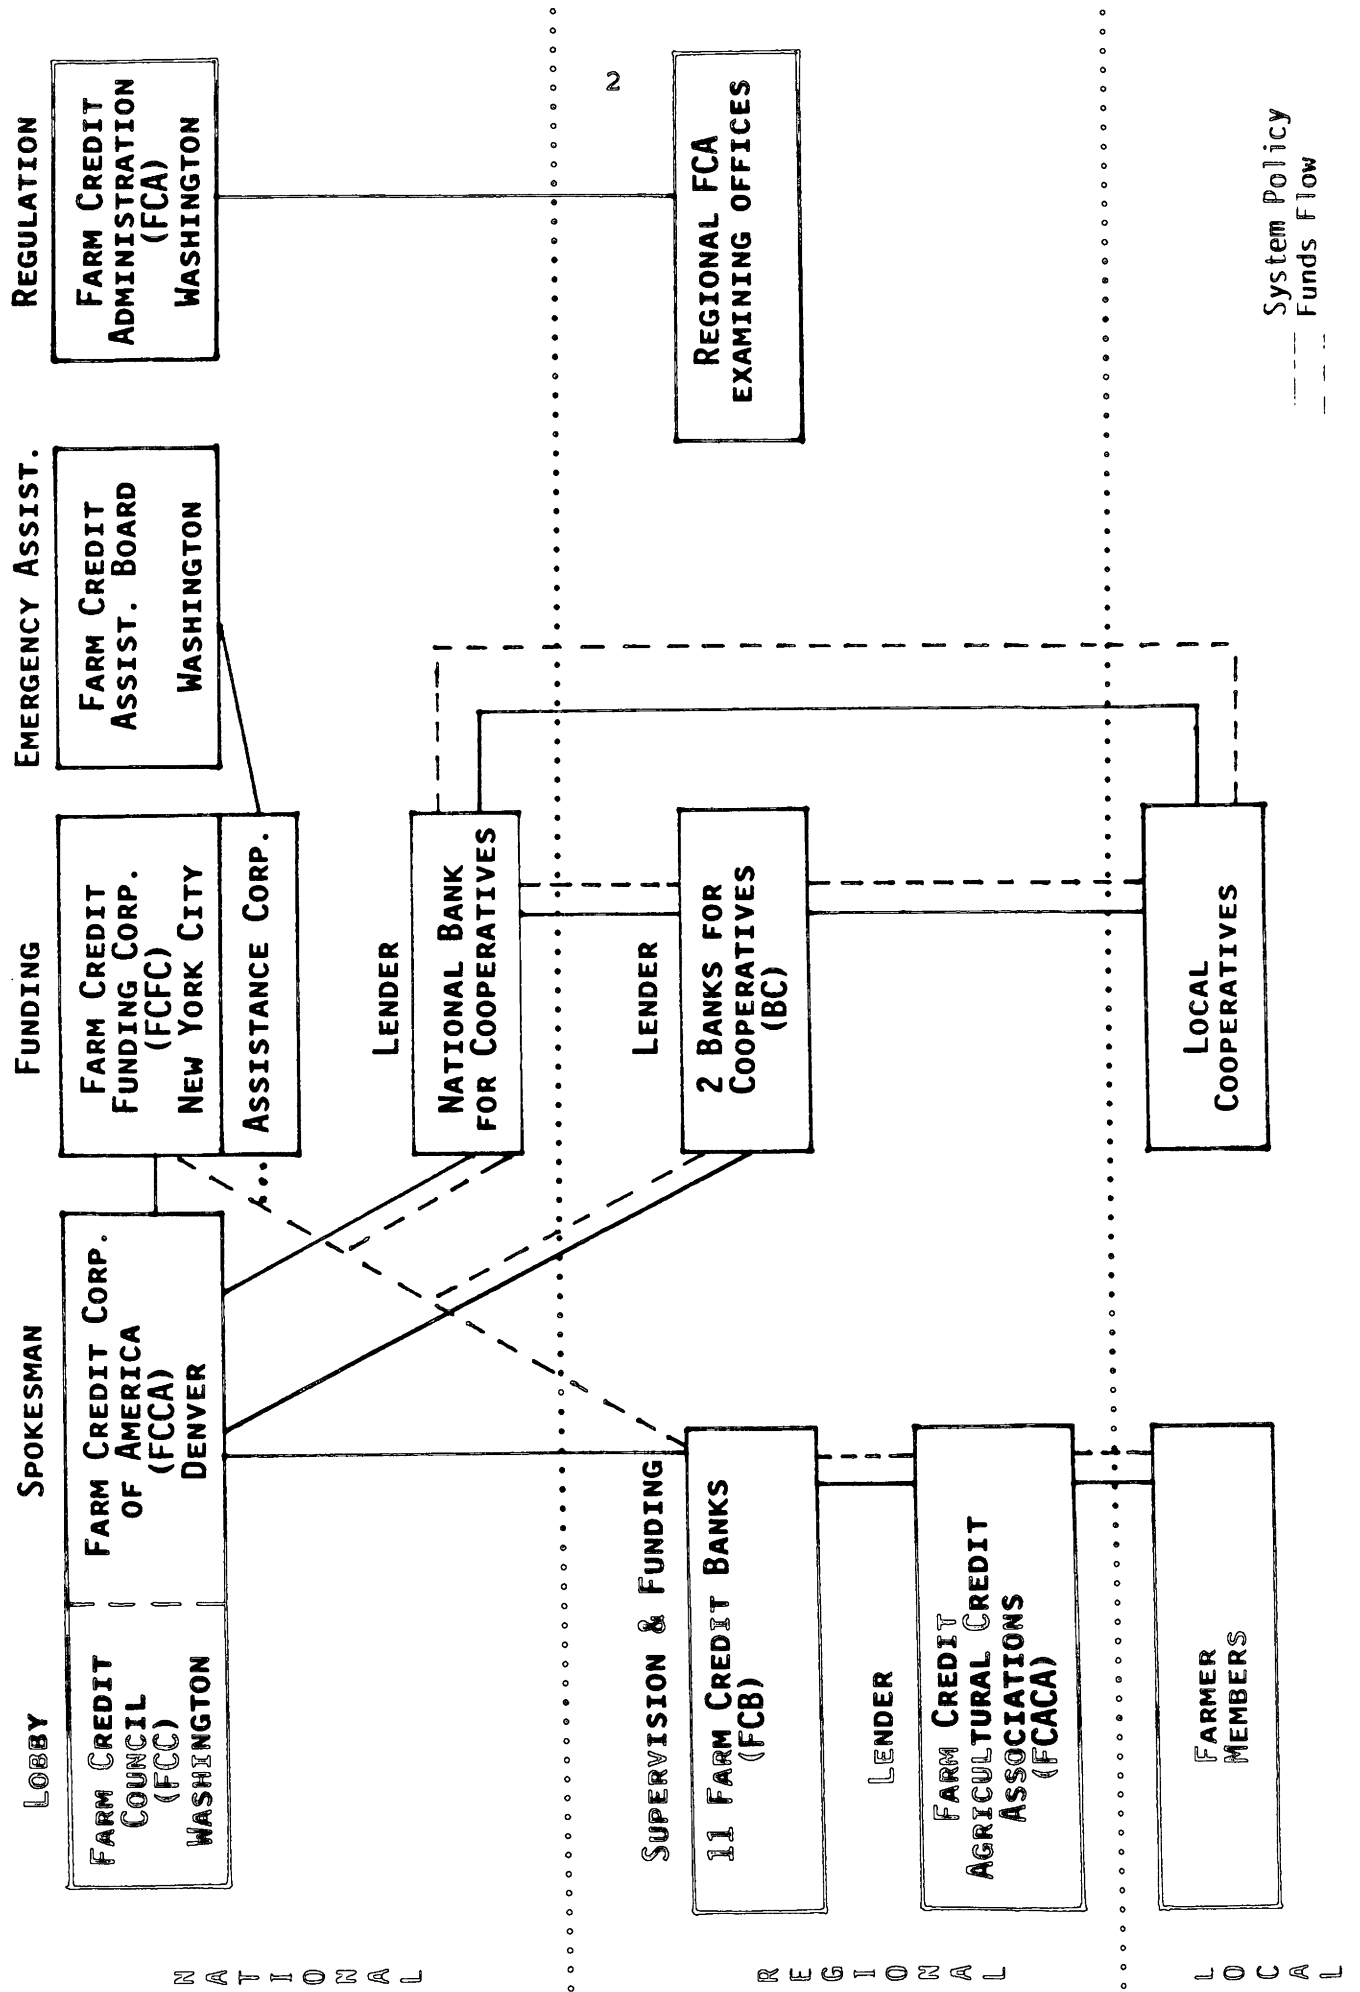 LOBBY
SPOKESMAN
FUNDING
EMERGENCY ASSIST.
REGULATION
FARM CREDIT
COUNCIL
(FCC)
WASHINGTON
FARM CREDIT CORP.
OF AMERICA
(FCCA)
DENVER
FARM CREDIT
FUNDING CORP.
(FCFC)
NEW YORK CITY
ASSISTANCE CORP.
FARM CREDIT
ASSIST. BOARD
WASHINGTON
FARM CREDIT
ADMINISTRATION
(FCA)
WASHINGTON
NATIONAL
LENDER
NATIONAL BANK
FOR COOPERATIVES
2
SUPERVISION & FUNDING
11 FARM CREDIT BANKS
(FCB)
LENDER
2 BANKS FOR
COOPERATIVES
(BC)
REGIONAL FCA
EXAMINING OFFICES
REGIONAL
LENDER
FARM CREDIT
AGRICULTURAL CREDIT
ASSOCIATIONS
(FCACA)
LOCAL
FARMER
MEMBERS
LOCAL
COOPERATIVES
System Policy
Funds Flow